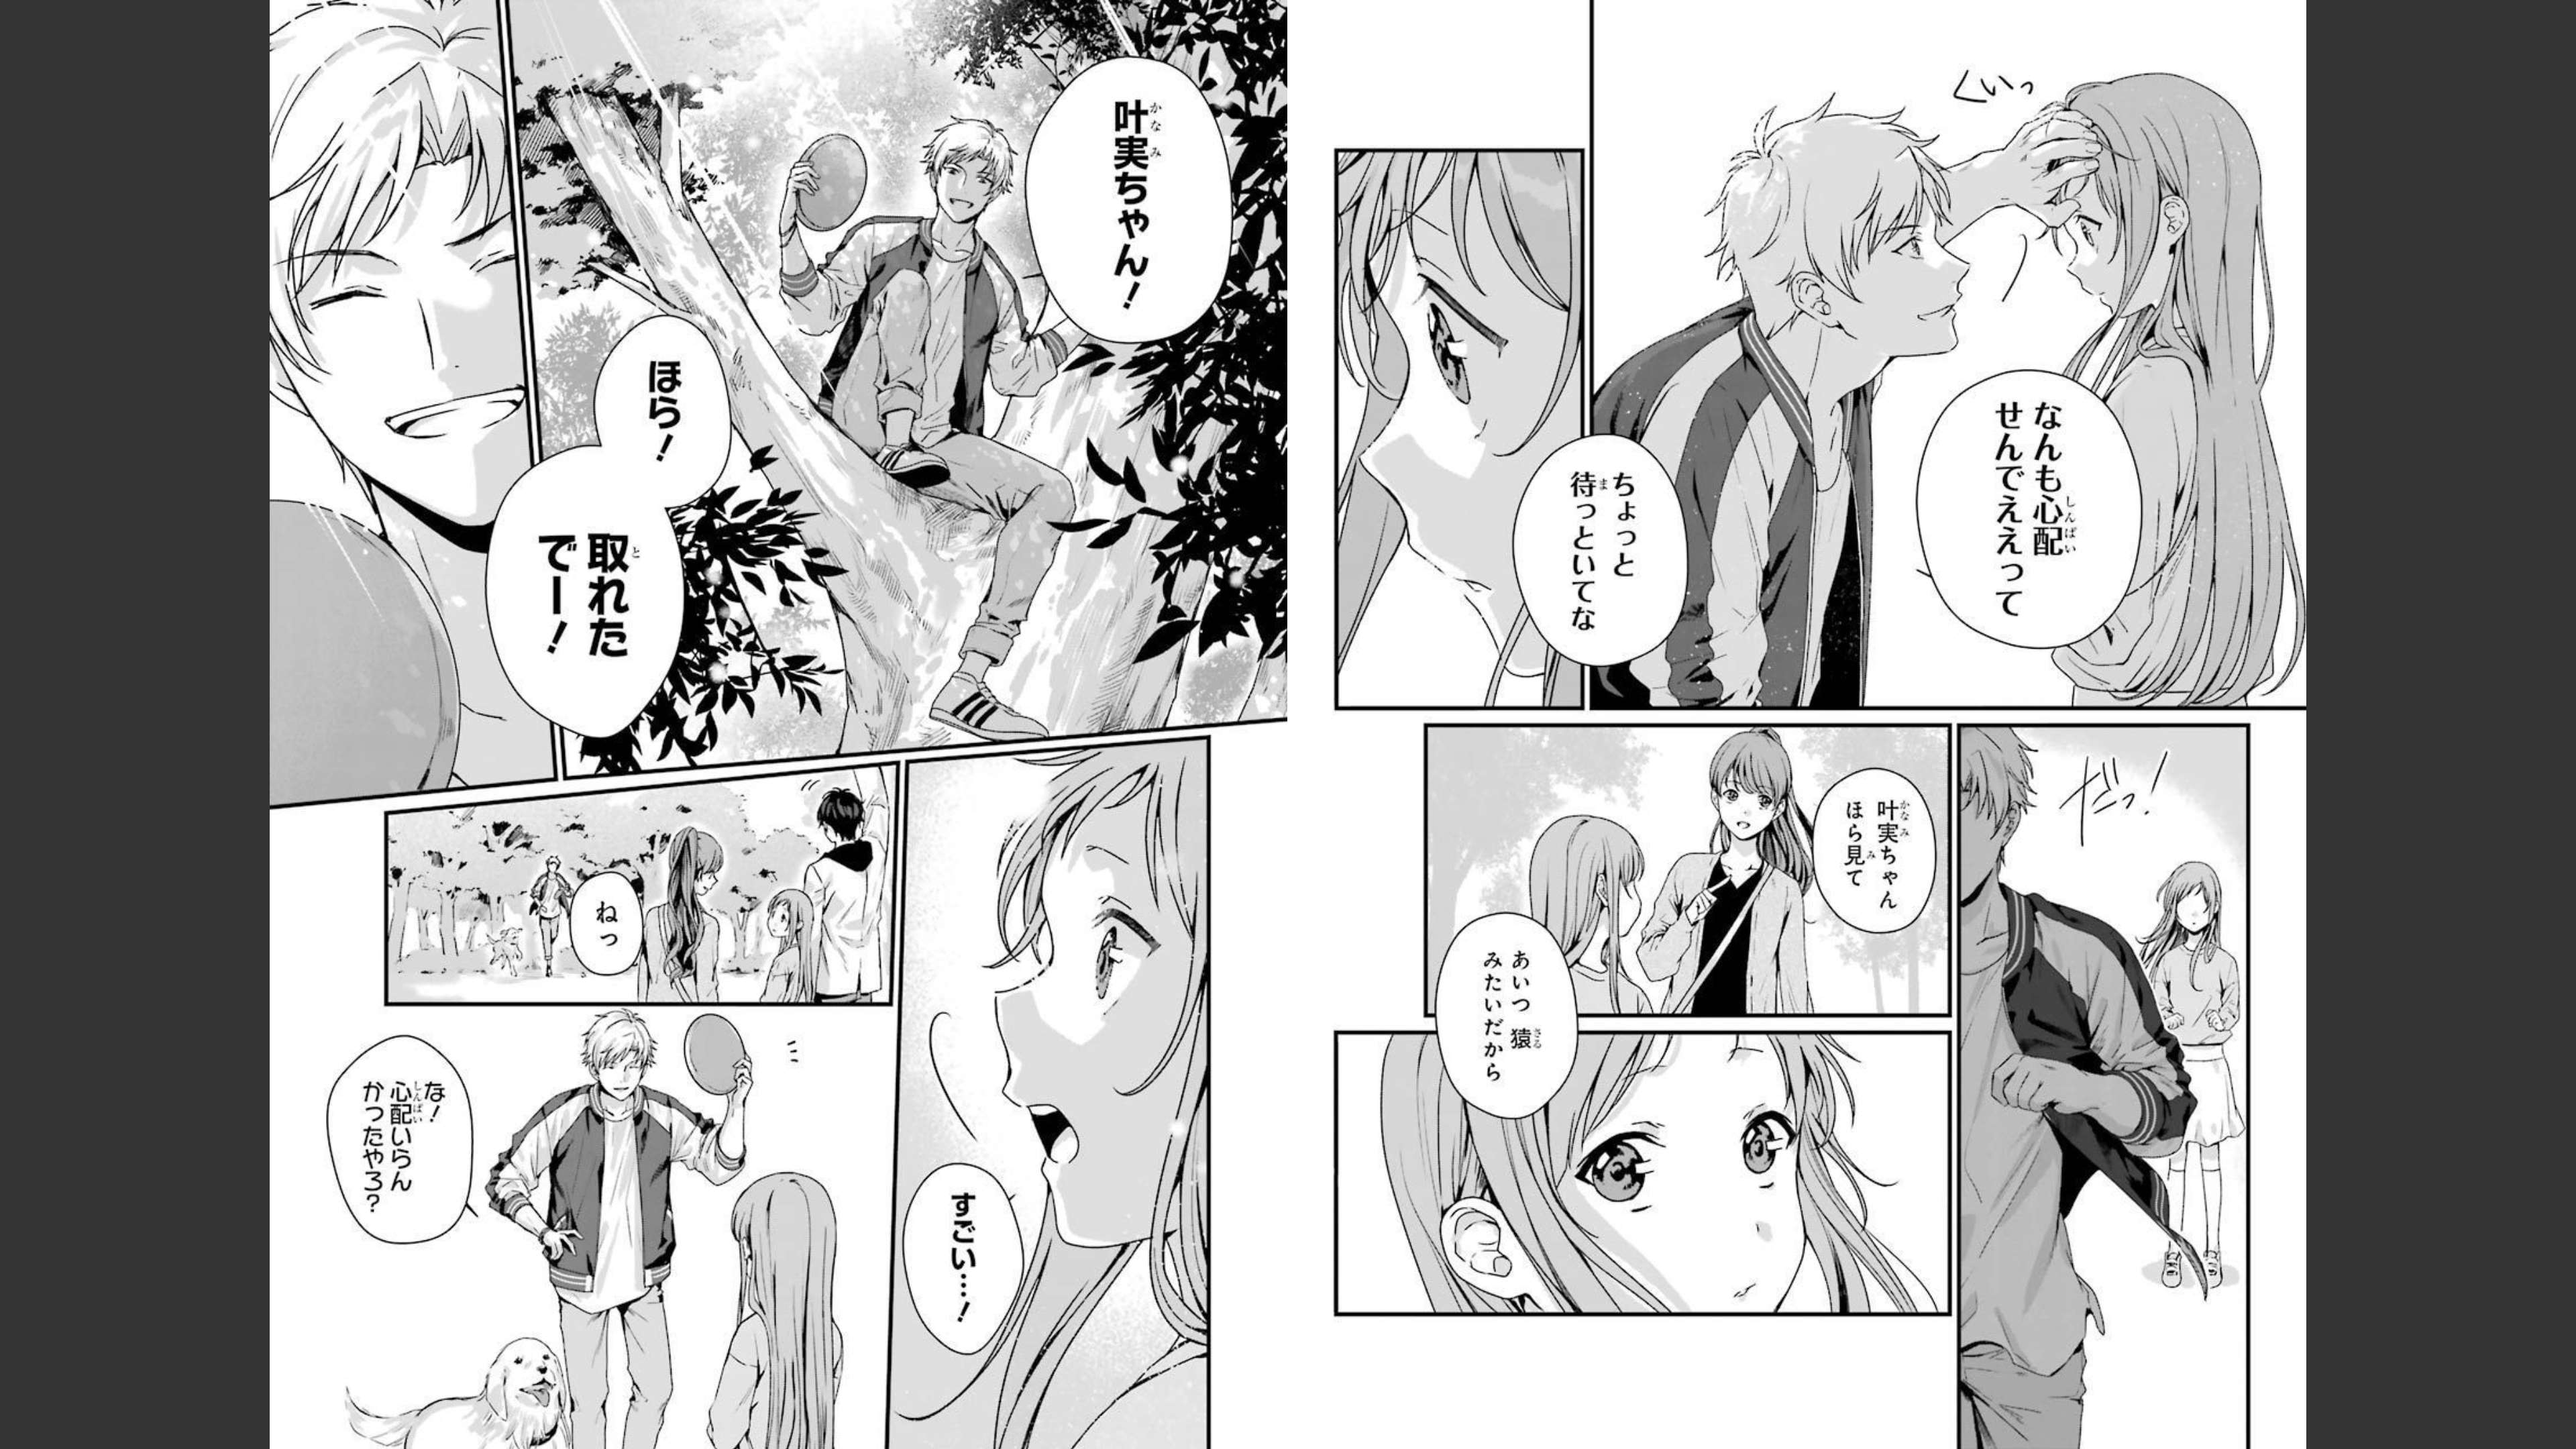 くいっ
なんも心配
せんでええって
ちょっと
待っといてな
だっ!
叶実ちゃん
ほら見て
あいつ猿
みたいだから
叶実ちゃん!
ほら!
取れた
でー!
すごい…!
ねっ
な!
心配いらん
かったやろ?